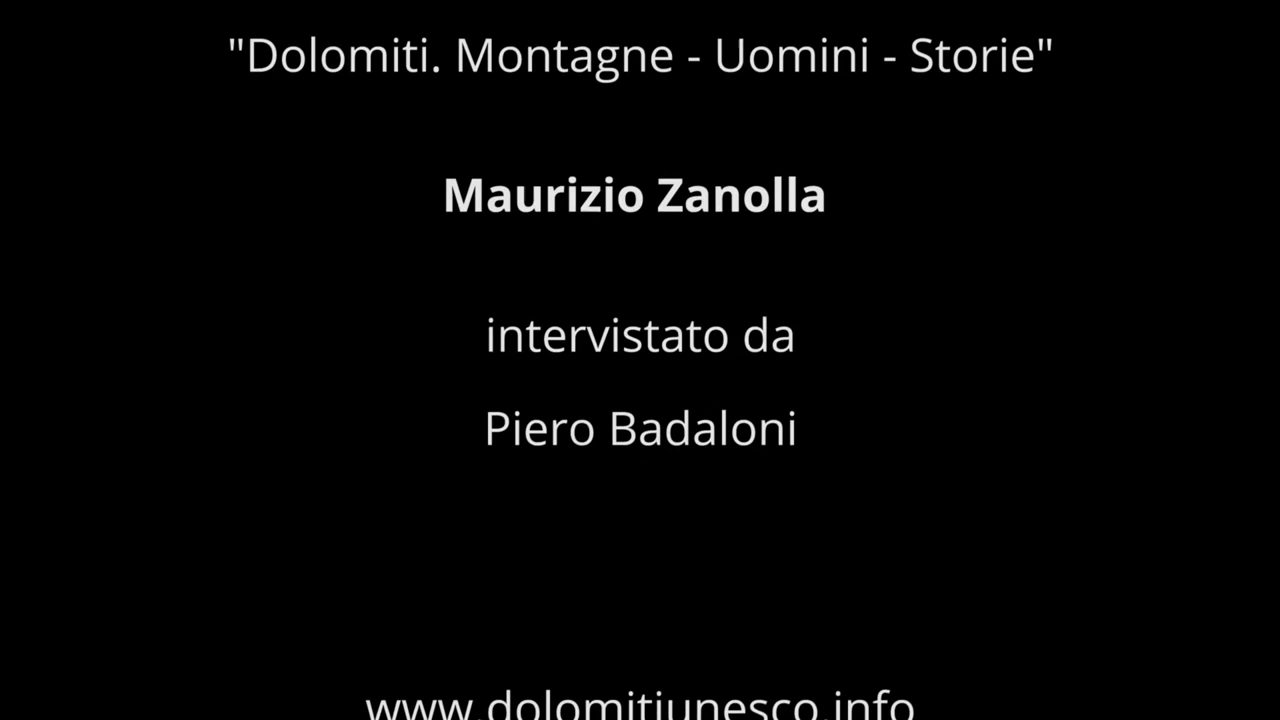 "Dolomiti. Montagne - Uomini - Storie"
Maurizio Zanolla
intervistato da
Piero Badaloni
www.dolomitiunesco.info